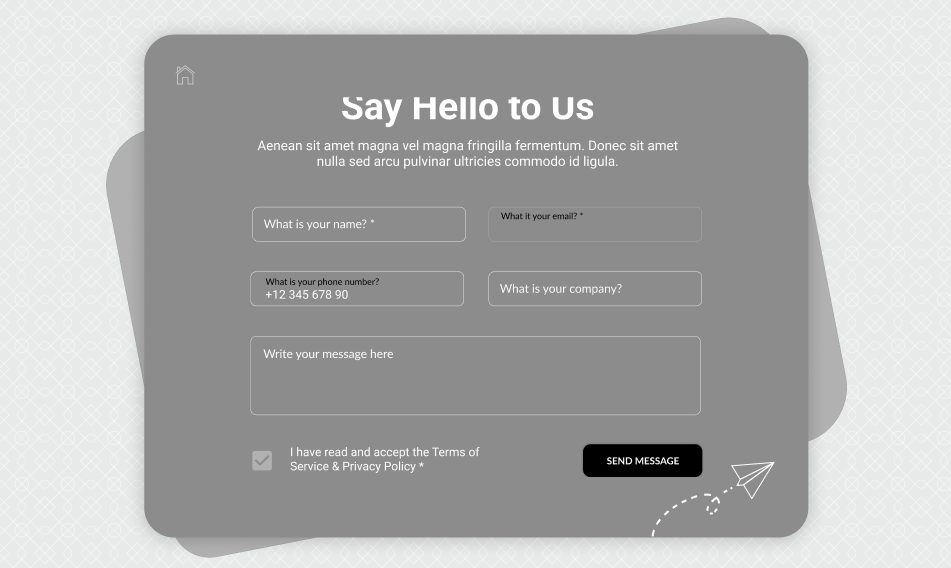 Say Hello to Us
Aenean sit amet magna vel magna fringilla fermentum. Donec sit amet
nulla sed arcu pulvinar ultricies commodo id ligula.
What is your name? *
What it your email? *
What is your phone number?
+12 345 678 90
What is your company?
Write your message here
I have read and accept the Terms of
Service & Privacy Policy *
SEND MESSAGE